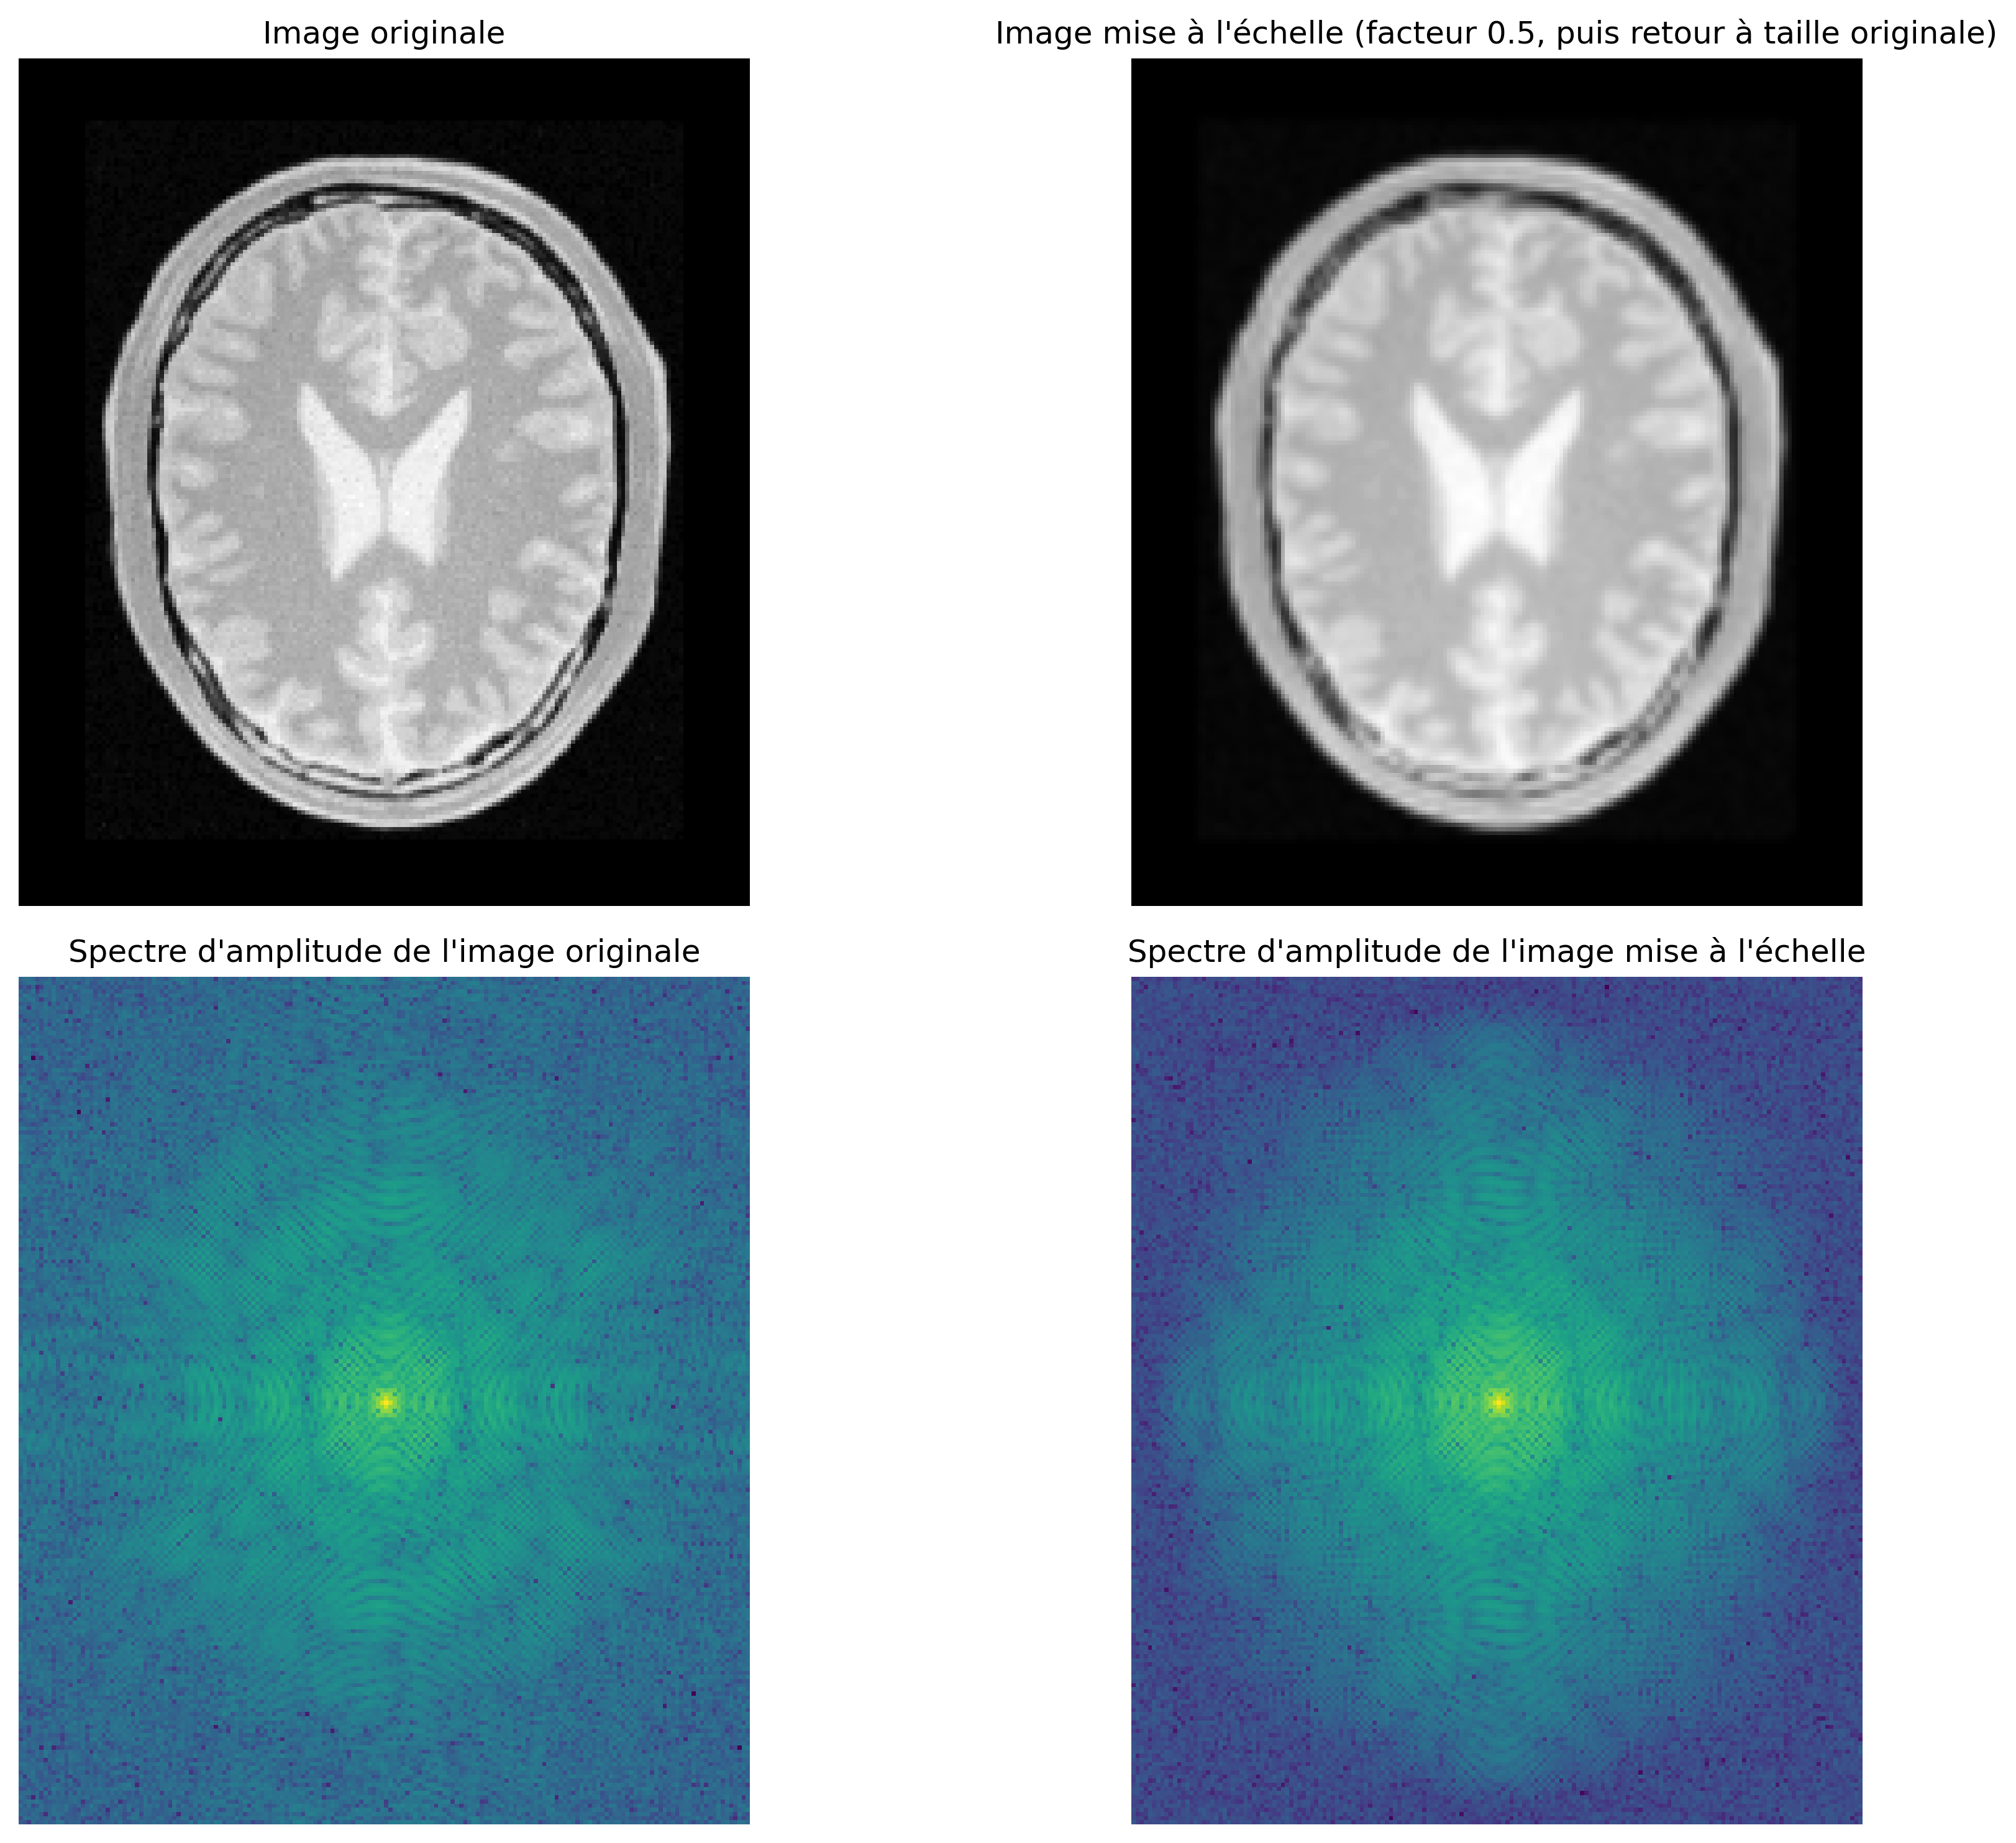 Image originale
Image mise à l'échelle (facteur 0.5, puis retour à taille originale)
Spectre d'amplitude de l'image originale
Spectre d'amplitude de l'image mise à l'échelle